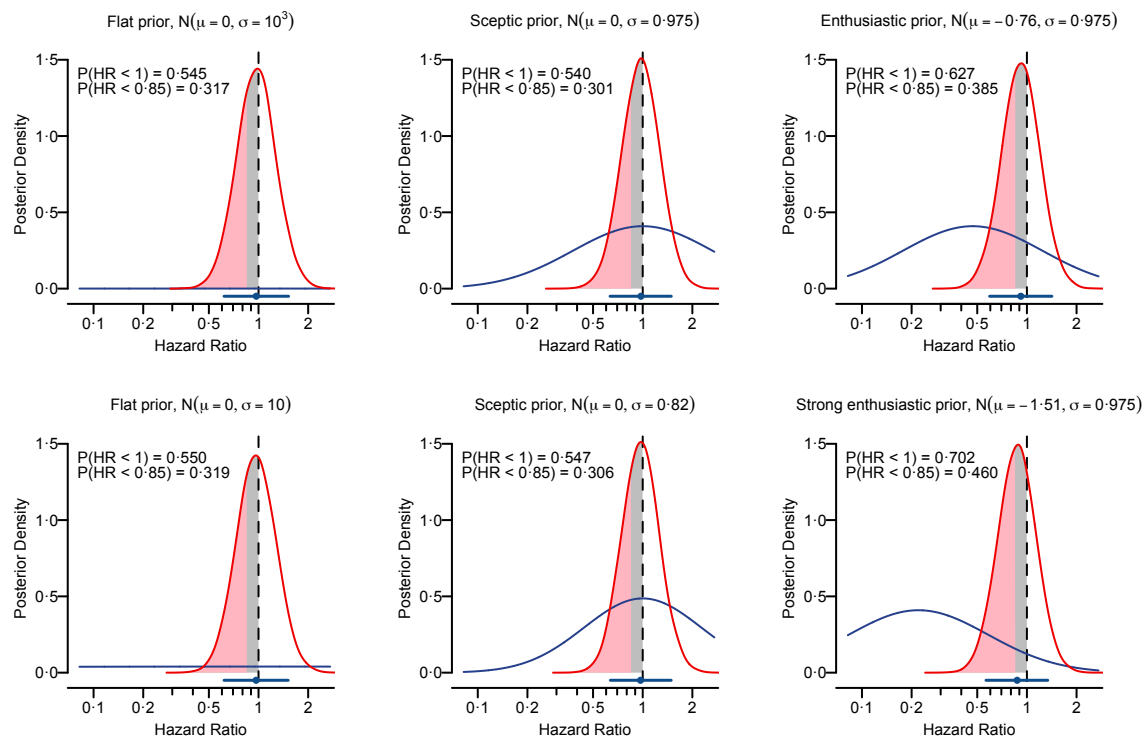 Flat prior, N(μ = 0, σ = 10³)
1·5
1·0
0·5
0·0
Posterior Density
P(HR < 1) = 0·545
P(HR < 0·85) = 0·317
0·1 0·2 0·5 1 2
Hazard Ratio
Sceptic prior, N(μ = 0, σ = 0·975)
1·5
1·0
0·5
0·0
Posterior Density
P(HR < 1) = 0·540
P(HR < 0·85) = 0·301
0·1 0·2 0·5 1 2
Hazard Ratio
Enthusiastic prior, N(μ = −0·76, σ = 0·975)
1·5
1·0
0·5
0·0
Posterior Density
P(HR < 1) = 0·627
P(HR < 0·85) = 0·385
0·1 0·2 0·5 1 2
Hazard Ratio
Flat prior, N(μ = 0, σ = 10)
1·5
1·0
0·5
0·0
Posterior Density
P(HR < 1) = 0·550
P(HR < 0·85) = 0·319
0·1 0·2 0·5 1 2
Hazard Ratio
Sceptic prior, N(μ = 0, σ = 0·82)
1·5
1·0
0·5
0·0
Posterior Density
P(HR < 1) = 0·547
P(HR < 0·85) = 0·306
0·1 0·2 0·5 1 2
Hazard Ratio
Strong enthusiastic prior, N(μ = −1·51, σ = 0·975)
1·5
1·0
0·5
0·0
Posterior Density
P(HR < 1) = 0·702
P(HR < 0·85) = 0·460
0·1 0·2 0·5 1 2
Hazard Ratio